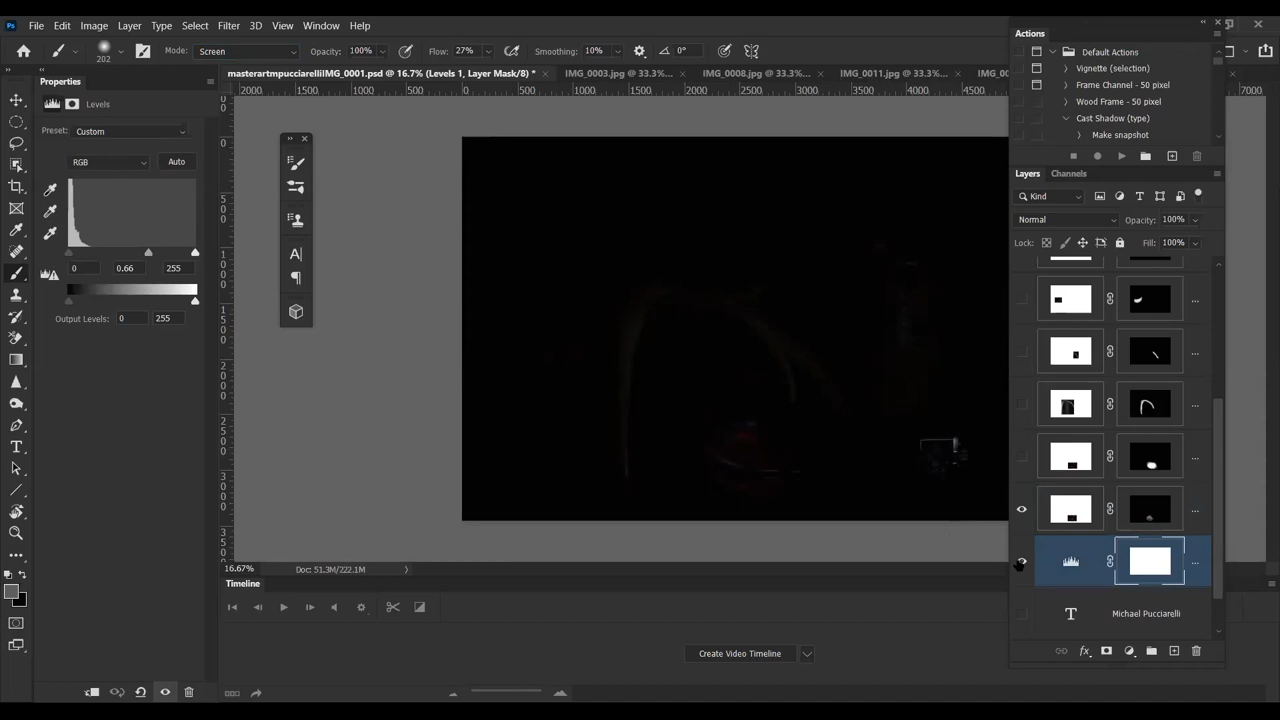 Ps File Edit Image Layer Type Select Filter 3D View Window Help
202 Mode: Screen Opacity: 100% Flow: 27% Smoothing: 10% 0°
masterartmpucciarelliiIMG_0001.psd @ 16.7% (Levels 1, Layer Mask/8) * × IMG_0003.jpg @ 33.3%... × IMG_0008.jpg @ 33.3%... × IMG_0011.jpg @ 33.3%... × IMG_00
2000 1500 1000 500 0 500 1000 1500 2000 2500 3000 3500 4000 4500 7000
Properties
Levels
Preset: Custom
RGB Auto
0 0.66 255
Output Levels: 0 255
Actions
Default Actions
Vignette (selection)
Frame Channel - 50 pixel
Wood Frame - 50 pixel
Cast Shadow (type)
Make snapshot
Layers Channels
Kind
Normal Opacity: 100%
Lock: Fill: 100%
T Michael Pucciarelli
fx
16.67% Doc: 51.3M/222.1M
Timeline
Create Video Timeline